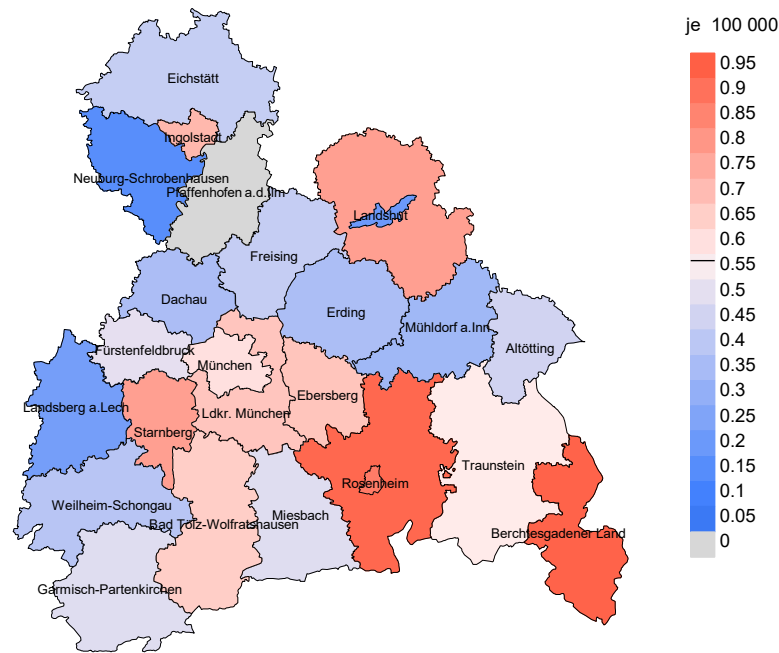 je 100 000
0.95
0.9
0.85
0.8
0.75
0.7
0.65
0.6
0.55
0.5
0.45
0.4
0.35
0.3
0.25
0.2
0.15
0.1
0.05
0
Eichstätt
Ingolstadt
Neuburg-Schrobenhausen
Pfaffenhofen a.d.Ilm
Landshut
Freising
Dachau
Erding
Mühldorf a.Inn
Altötting
Fürstenfeldbruck
München
Ebersberg
Landsberg a.Lech
Ldkr. München
Starnberg
Traunstein
Rosenheim
Weilheim-Schongau
Miesbach
Bad Tölz-Wolfratshausen
Berchtesgadener Land
Garmisch-Partenkirchen